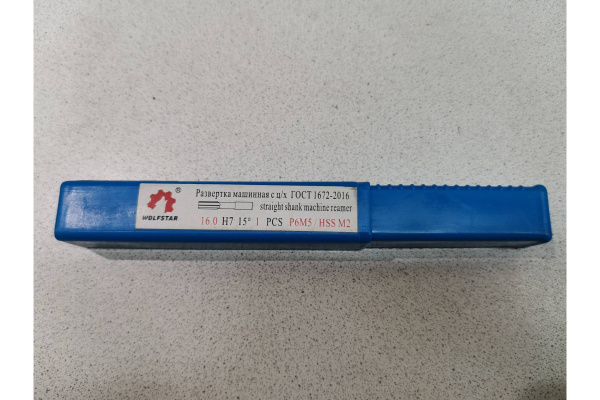 Развертка машинная с ц/х ГОСТ 1672-2016
straight shank machine reamer
16.0 H7 15° 1 PCS P6M5 / HSS M2
®
WOLFSTAR